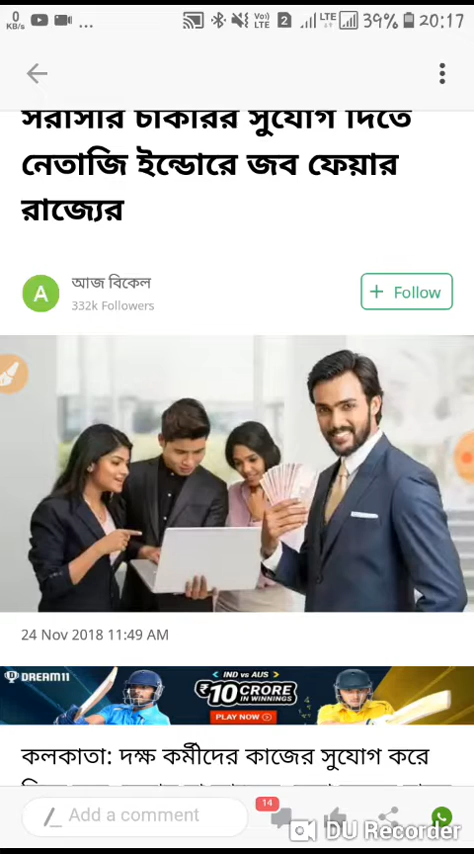 0
KB/s
...
Vo))
LTE
2
LTE
39%
20:17
সরাসরি চাকরির সুযোগ দিতে
নেতাজি ইন্ডোরে জব ফেয়ার
রাজ্যের
A
আজ বিকেল
332k Followers
+ Follow
24 Nov 2018 11:49 AM
DREAM11
< IND vs AUS >
₹10 CRORE
IN WINNINGS
PLAY NOW
কলকাতা: দক্ষ কর্মীদের কাজের সুযোগ করে
Add a comment
14
DU Recorder